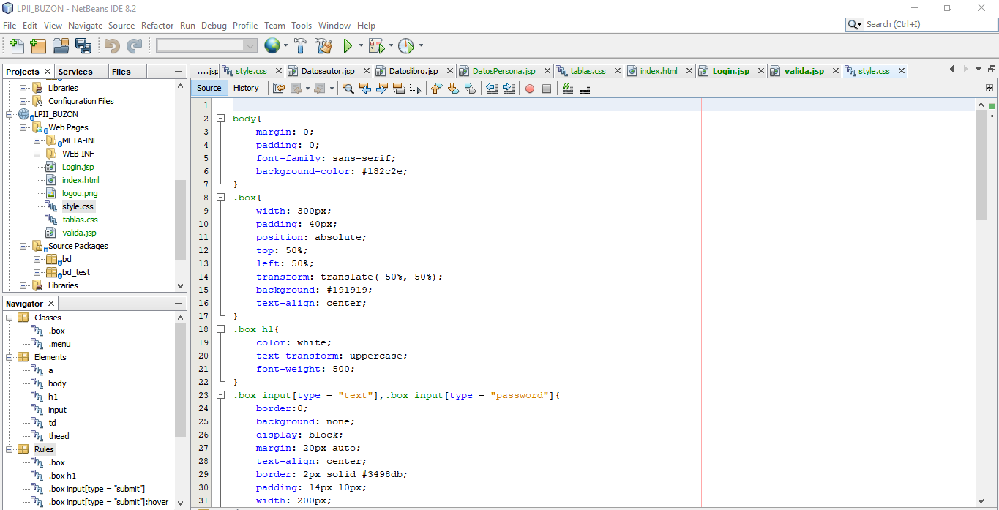 LPII_BUZON - NetBeans IDE 8.2
File Edit View Navigate Source Refactor Run Debug Profile Team Tools Window Help
Search (Ctrl+I)
Projects Services Files
Libraries
Configuration Files
LPII_BUZON
Web Pages
META-INF
WEB-INF
Login.jsp
index.html
logou.png
style.css
tablas.css
valida.jsp
Source Packages
bd
bd_test
Libraries
Navigator
Classes
.box
.menu
Elements
a
body
h1
input
td
thead
Rules
.box
.box h1
.box input[type = "submit"]
.box input[type = "submit"]:hover
....jsp style.css Datosautor.jsp Datoslibro.jsp DatosPersona.jsp tablas.css index.html Login.jsp valida.jsp style.css
Source History
1
2 body{
3 margin: 0;
4 padding: 0;
5 font-family: sans-serif;
6 background-color: #182c2e;
7 }
8 .box{
9 width: 300px;
10 padding: 40px;
11 position: absolute;
12 top: 50%;
13 left: 50%;
14 transform: translate(-50%,-50%);
15 background: #191919;
16 text-align: center;
17 }
18 .box h1{
19 color: white;
20 text-transform: uppercase;
21 font-weight: 500;
22 }
23 .box input[type = "text"],.box input[type = "password"]{
24 border:0;
25 background: none;
26 display: block;
27 margin: 20px auto;
28 text-align: center;
29 border: 2px solid #3498db;
30 padding: 14px 10px;
31 width: 200px;